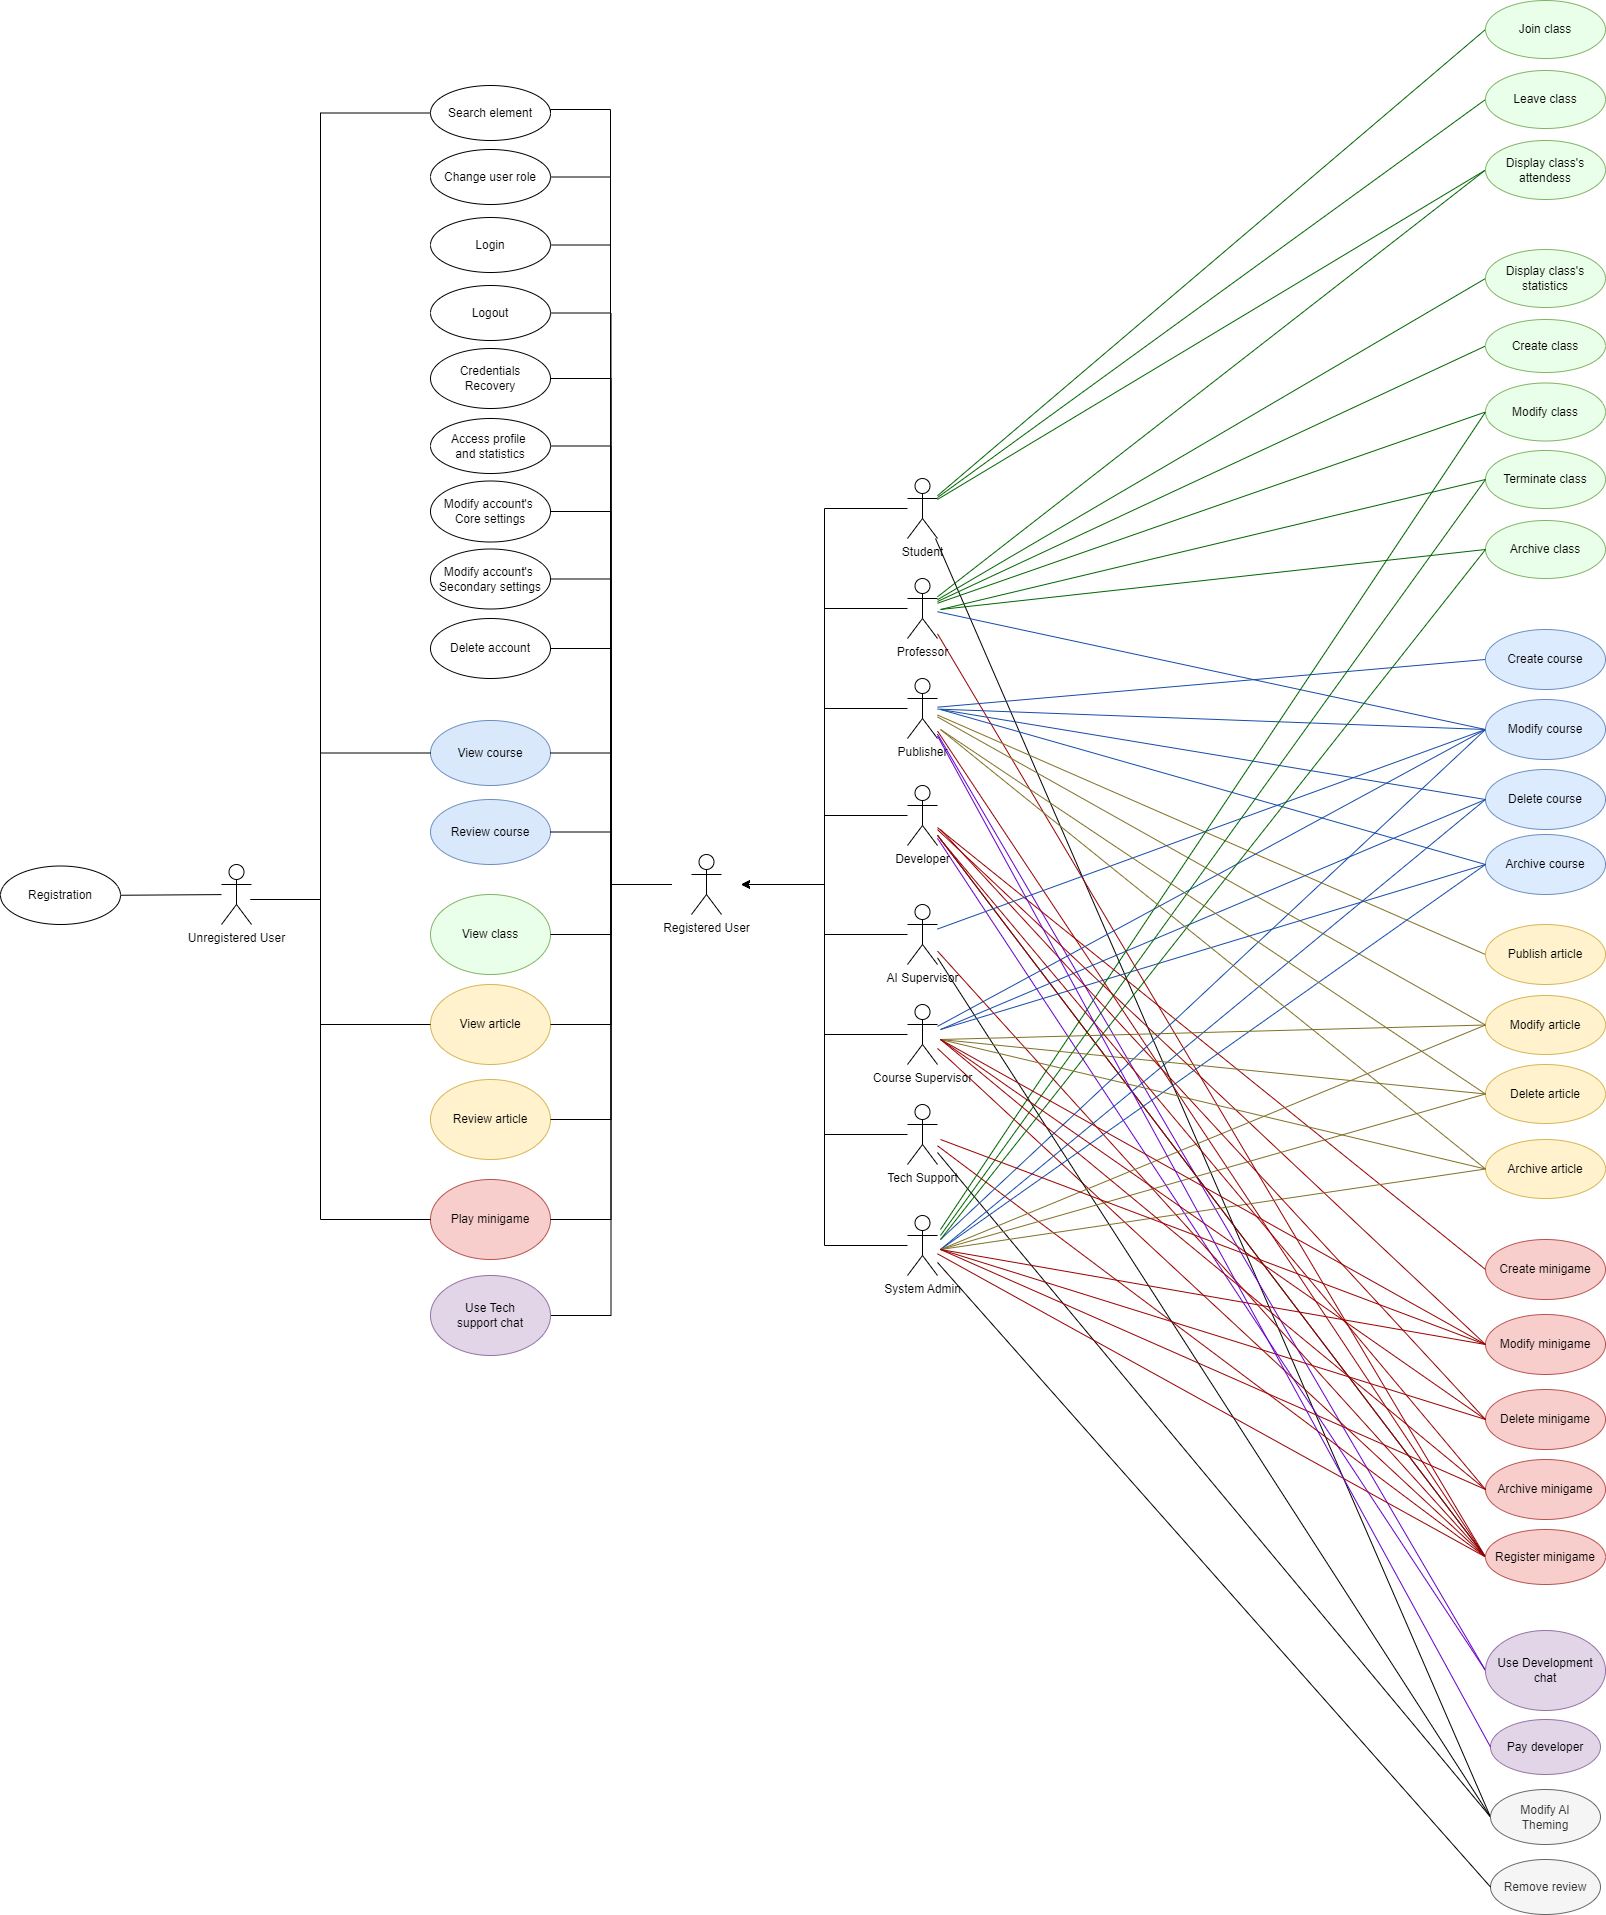 Join class
Leave class
Display class's
attendess
Display class's
statistics
Create class
Modify class
Terminate class
Archive class
Search element
Change user role
Login
Logout
Credentials
Recovery
Access profile
and statistics
Modify account's
Core settings
Modify account's
Secondary settings
Delete account
View course
Review course
View class
View article
Review article
Play minigame
Use Tech
support chat
Registration
Unregistered User
Registered User
Student
Professor
Publisher
Developer
AI Supervisor
Course Supervisor
Tech Support
System Admin
Create course
Modify course
Delete course
Archive course
Publish article
Modify article
Delete article
Archive article
Create minigame
Modify minigame
Delete minigame
Archive minigame
Register minigame
Use Development
chat
Pay developer
Modify AI
Theming
Remove review